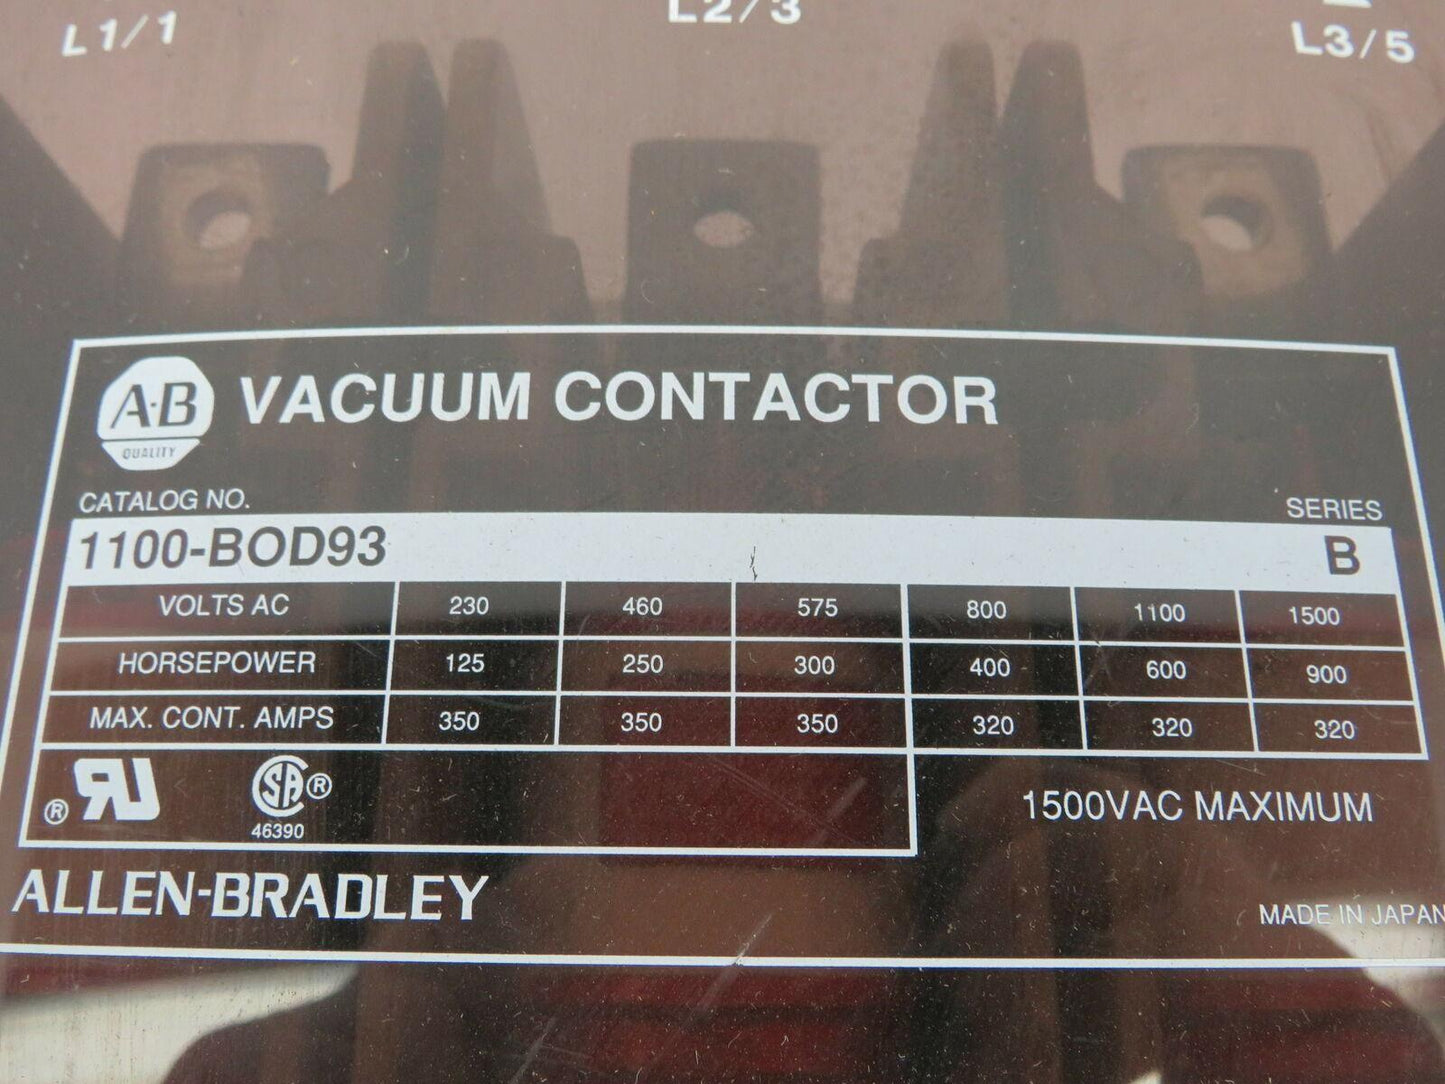 L1/1 L2/3 L3/5
A-B QUALITY VACUUM CONTACTOR
CATALOG NO. SERIES
1100-BOD93 B
VOLTS AC 230 460 575 800 1100 1500
HORSEPOWER 125 250 300 400 600 900
MAX. CONT. AMPS 350 350 350 320 320 320
® RU SA ®
46390
1500VAC MAXIMUM
ALLEN-BRADLEY
MADE IN JAPAN